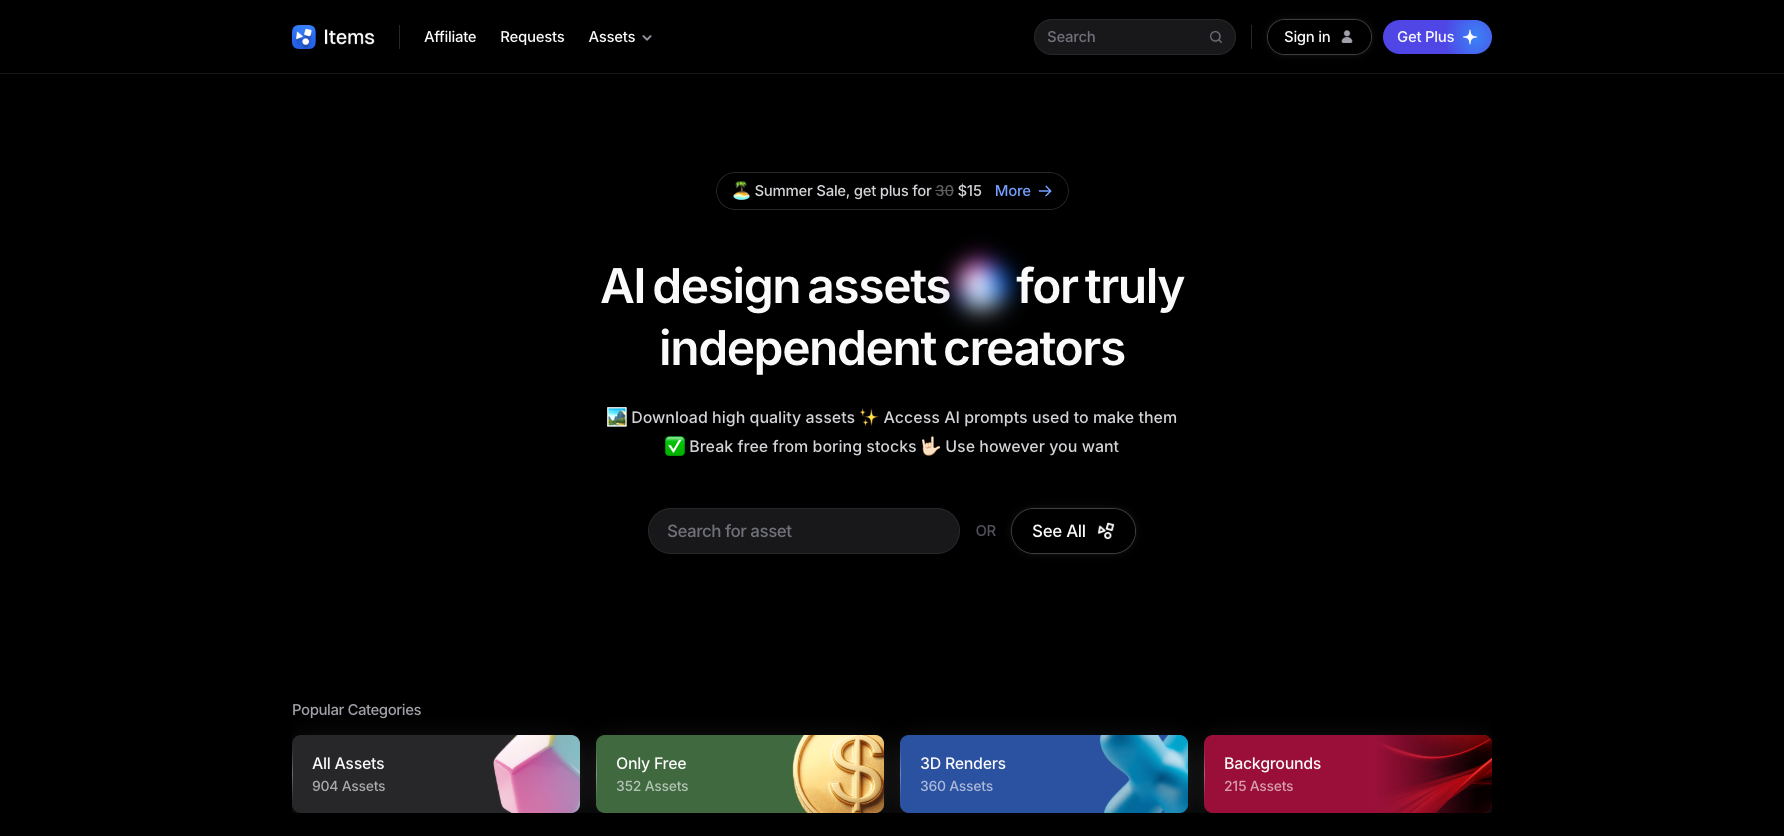 Items
Affiliate
Requests
Assets
Search
Sign in
Get Plus
🏝️ Summer Sale, get plus for 30 $15 More →
AI design assets for truly
independent creators
🏞️ Download high quality assets ✨ Access AI prompts used to make them
✅ Break free from boring stocks 🤟🏻 Use however you want
Search for asset
OR
See All
Popular Categories
All Assets
904 Assets
Only Free
352 Assets
3D Renders
360 Assets
Backgrounds
215 Assets